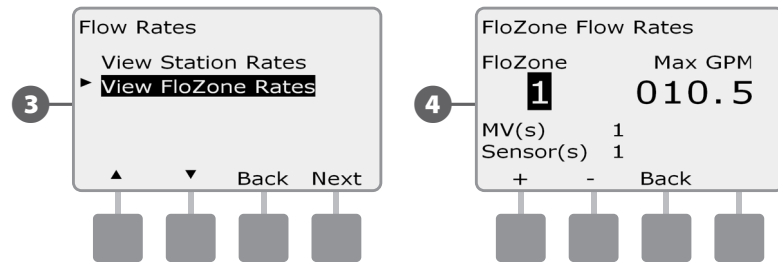 3
Flow Rates
View Station Rates
► View FloZone Rates
▲ ▼ Back Next
4
FloZone Flow Rates
FloZone Max GPM
1 010.5
MV(s) 1
Sensor(s) 1
+ - Back